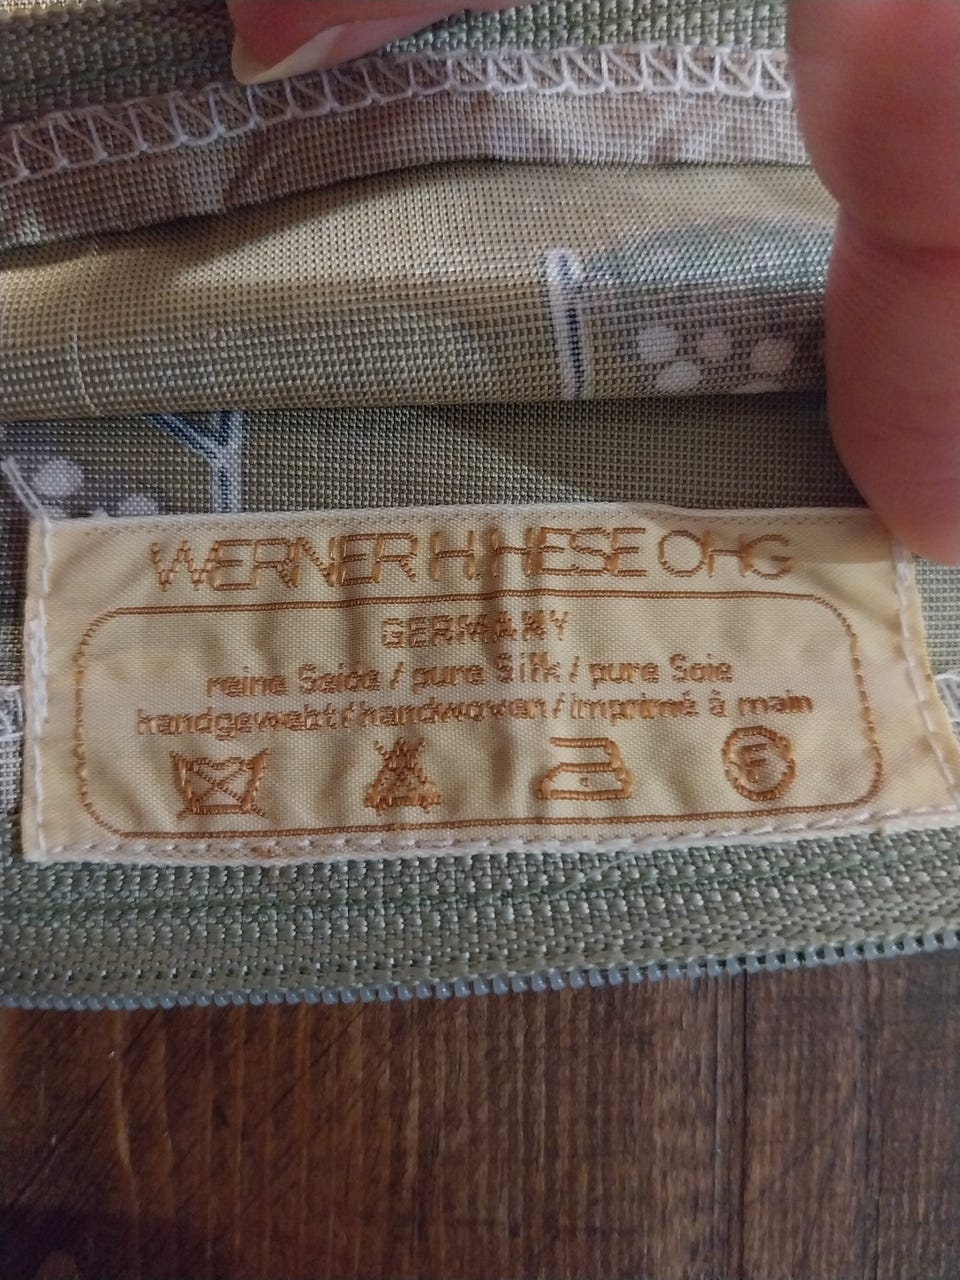 WERNER H. HESE OHG
GERMANY
reine Seide / pure Silk / pure Soie
handgewebt / handwoven / imprimé à main
F